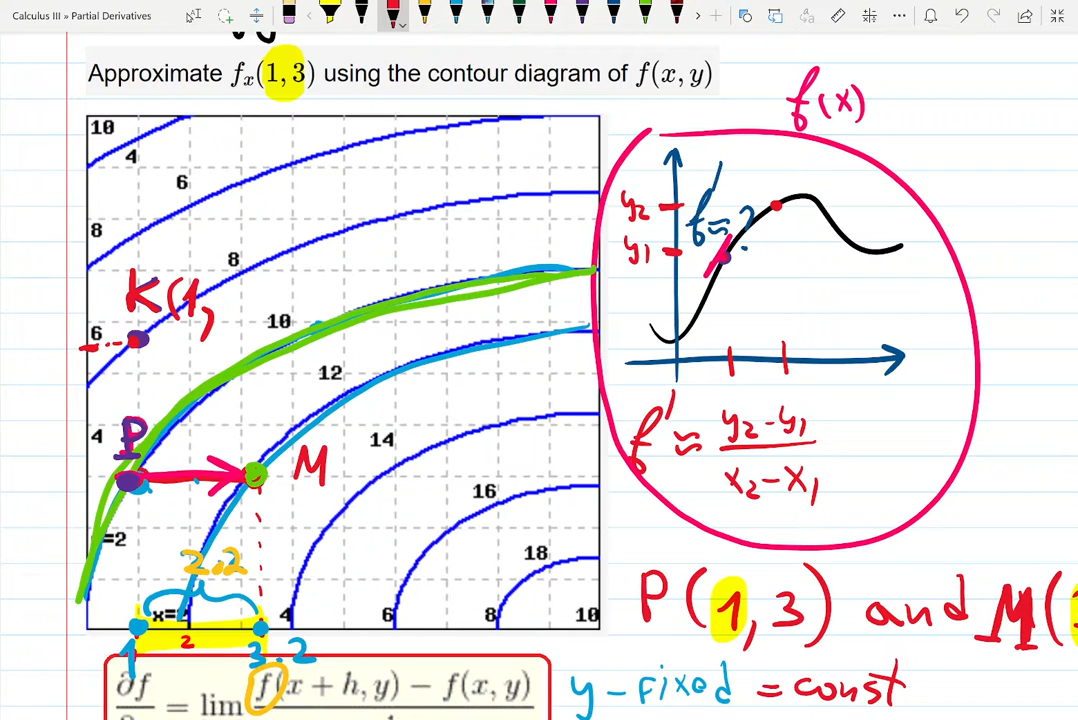 Calculus III » Partial Derivatives
Approximate fₓ(1, 3) using the contour diagram of f(x, y)
f(x)
10
4
6
8
8
10
6
12
4
14
16
=2
18
x=2
4
6
8
10
K(1,
P
M
2.2
2
1
3.2
y₂
y₁
f' ≈ ?
f' ≈ y₂-y₁ / x₂-x₁
P(1, 3) and M(
∂f = lim f(x + h, y) − f(x, y)
y-fixed = const